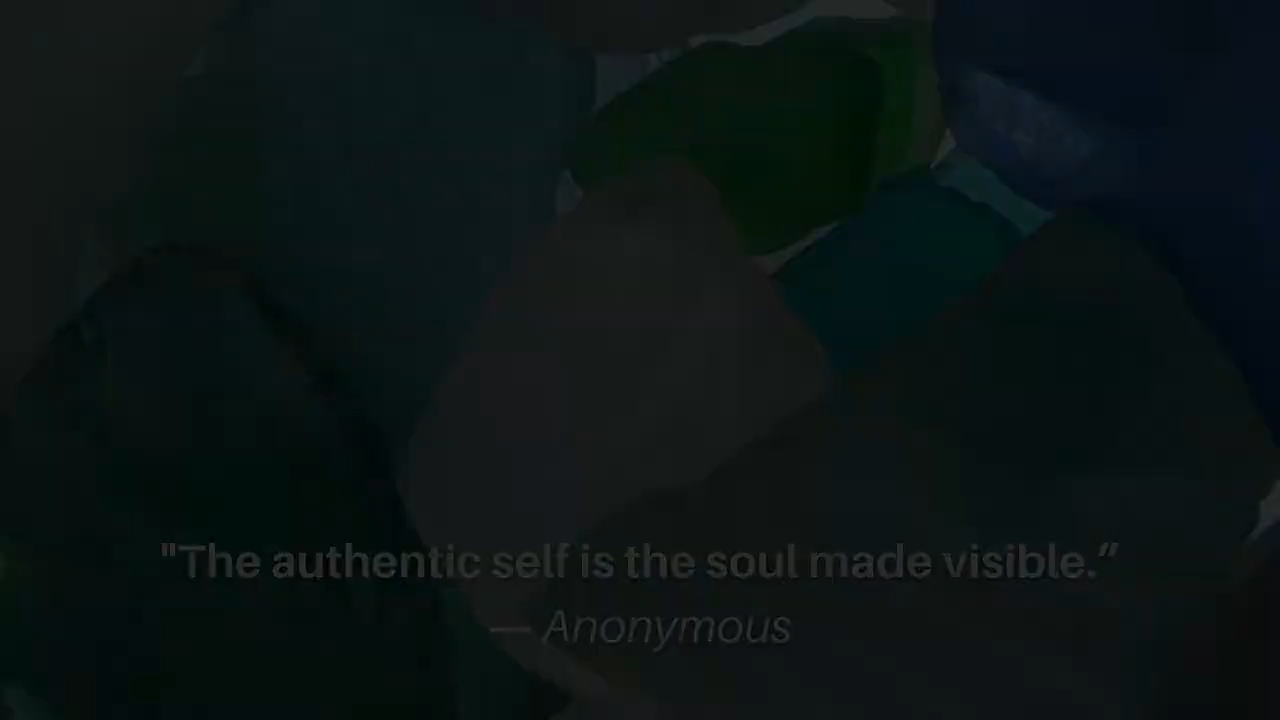 "The authentic self is the soul made visible.“
— Anonymous